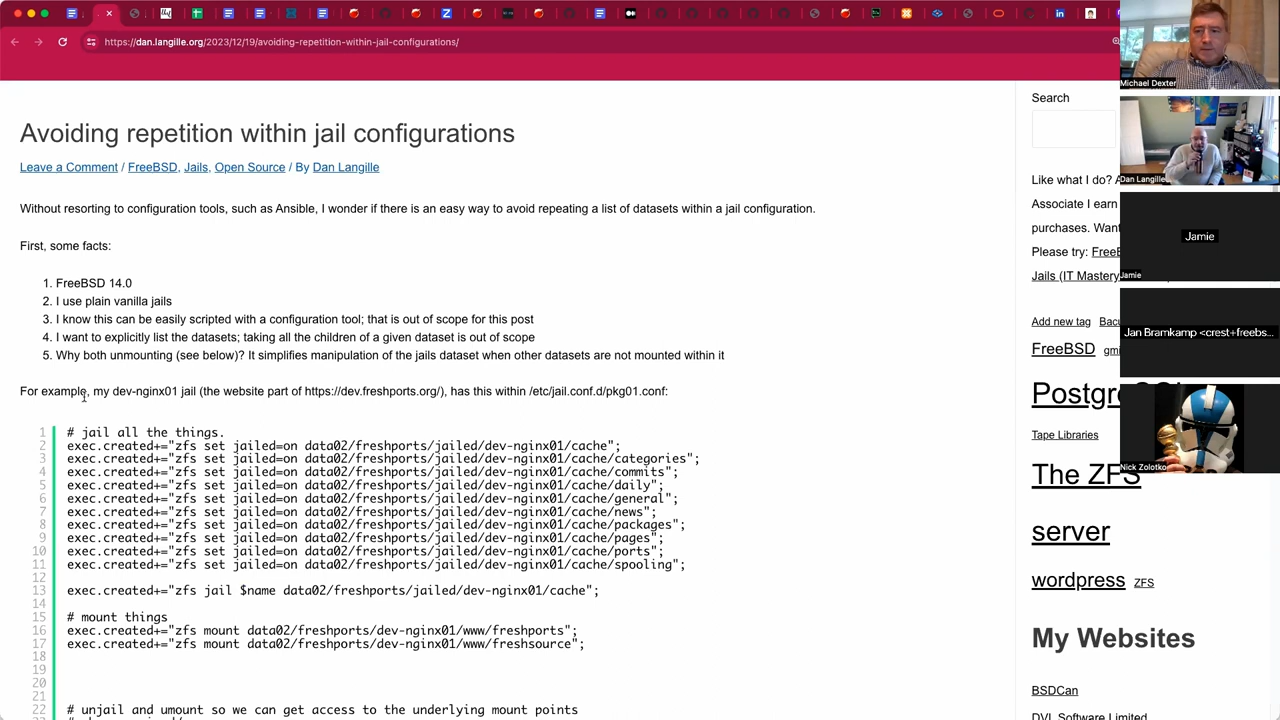 https://dan.langille.org/2023/12/19/avoiding-repetition-within-jail-configurations/
Avoiding repetition within jail configurations
Leave a Comment / FreeBSD, Jails, Open Source / By Dan Langille
Without resorting to configuration tools, such as Ansible, I wonder if there is an easy way to avoid repeating a list of datasets within a jail configuration.
First, some facts:
1. FreeBSD 14.0
2. I use plain vanilla jails
3. I know this can be easily scripted with a configuration tool; that is out of scope for this post
4. I want to explicitly list the datasets; taking all the children of a given dataset is out of scope
5. Why both unmounting (see below)? It simplifies manipulation of the jails dataset when other datasets are not mounted within it
For example, my dev-nginx01 jail (the website part of https://dev.freshports.org/), has this within /etc/jail.conf.d/pkg01.conf:
1 # jail all the things.
2 exec.created+="zfs set jailed=on data02/freshports/jailed/dev-nginx01/cache";
3 exec.created+="zfs set jailed=on data02/freshports/jailed/dev-nginx01/cache/categories";
4 exec.created+="zfs set jailed=on data02/freshports/jailed/dev-nginx01/cache/commits";
5 exec.created+="zfs set jailed=on data02/freshports/jailed/dev-nginx01/cache/daily";
6 exec.created+="zfs set jailed=on data02/freshports/jailed/dev-nginx01/cache/general";
7 exec.created+="zfs set jailed=on data02/freshports/jailed/dev-nginx01/cache/news";
8 exec.created+="zfs set jailed=on data02/freshports/jailed/dev-nginx01/cache/packages";
9 exec.created+="zfs set jailed=on data02/freshports/jailed/dev-nginx01/cache/pages";
10 exec.created+="zfs set jailed=on data02/freshports/jailed/dev-nginx01/cache/ports";
11 exec.created+="zfs set jailed=on data02/freshports/jailed/dev-nginx01/cache/spooling";
12
13 exec.created+="zfs jail $name data02/freshports/jailed/dev-nginx01/cache";
14
15 # mount things
16 exec.created+="zfs mount data02/freshports/dev-nginx01/www/freshports";
17 exec.created+="zfs mount data02/freshports/dev-nginx01/www/freshsource";
18
19
20
21
22 # unjail and umount so we can get access to the underlying mount points
Search
Like what I do?
Associate I earn
purchases. Want
Please try: FreeB
Jails (IT Mastery
Add new tag Bacu
FreeBSD gmi
Postgr
Tape Libraries
The ZFS
server
wordpress ZFS
My Websites
BSDCan
DVL Software Limited
Michael Dexter
Dan Langille
Jamie
Jamie
Jan Bramkamp <crest+freebs...
Nick Zolotko